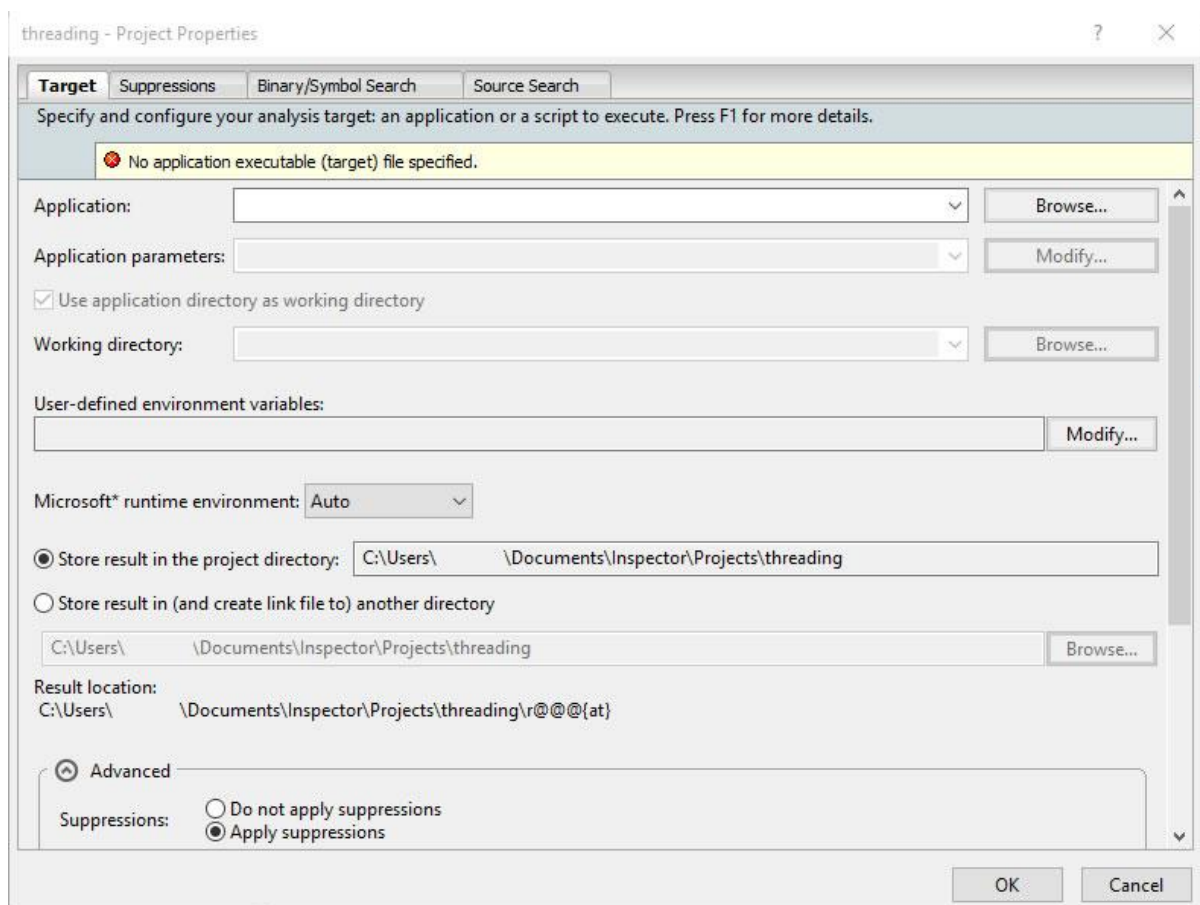 threading - Project Properties ? ×
Target Suppressions Binary/Symbol Search Source Search
Specify and configure your analysis target: an application or a script to execute. Press F1 for more details.
No application executable (target) file specified.
Application: Browse...
Application parameters: Modify...
Use application directory as working directory
Working directory: Browse...
User-defined environment variables:
Modify...
Microsoft* runtime environment: Auto
Store result in the project directory: C:\Users\ \Documents\Inspector\Projects\threading
Store result in (and create link file to) another directory
C:\Users\ \Documents\Inspector\Projects\threading Browse...
Result location:
C:\Users\ \Documents\Inspector\Projects\threading\r@@@{at}
Advanced
Suppressions: Do not apply suppressions
Apply suppressions
OK Cancel